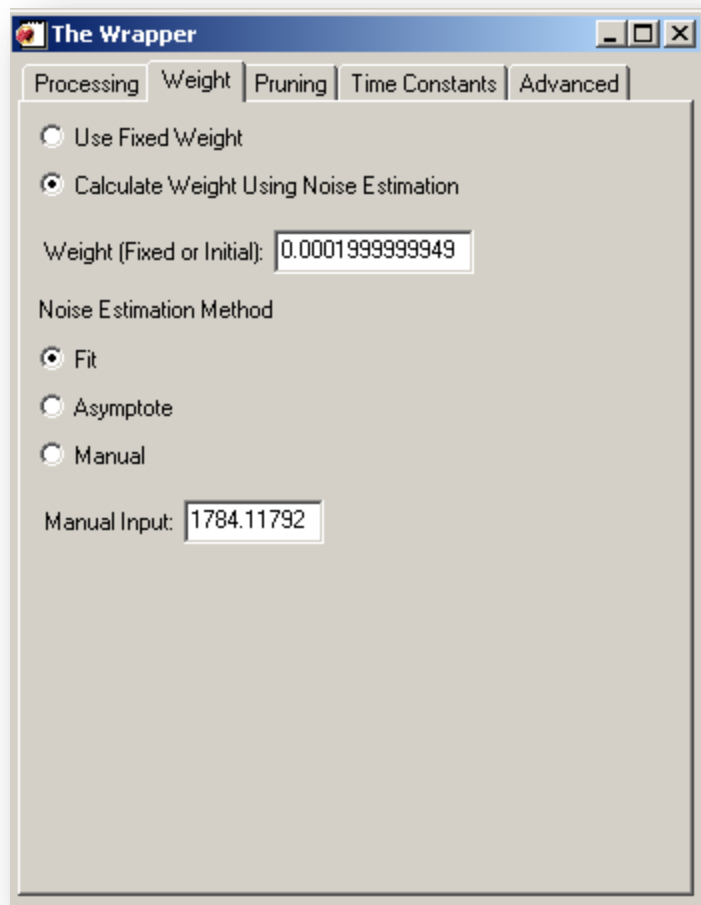 The Wrapper
Processing Weight Pruning Time Constants Advanced
Use Fixed Weight
Calculate Weight Using Noise Estimation
Weight (Fixed or Initial): 0.0001999999949
Noise Estimation Method
Fit
Asymptote
Manual
Manual Input: 1784.11792